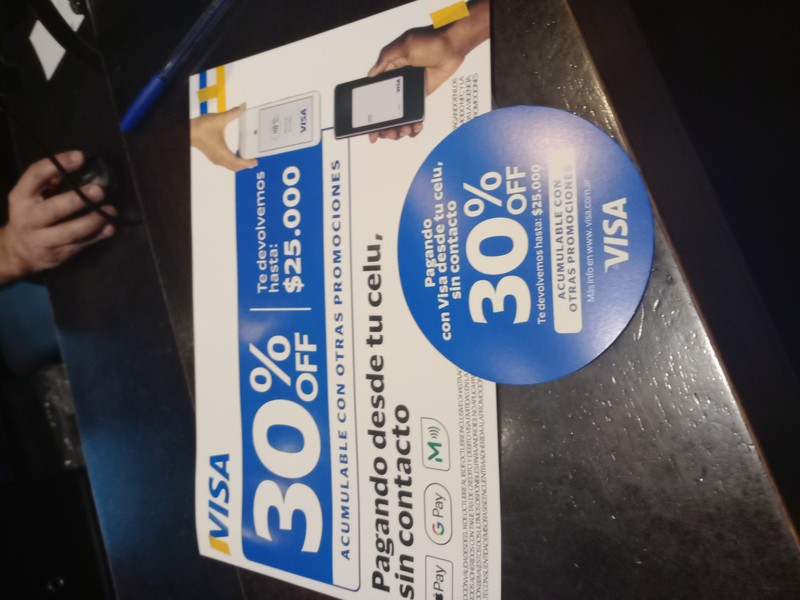 VISA
30%
OFF
Te devolvemos
hasta:
$25.000
ACUMULABLE CON OTRAS PROMOCIONES
Pagando desde tu celu,
sin contacto
Pay
G Pay
M
VISA
VISA
Pagando
con Visa desde tu celu,
sin contacto
30%
OFF
Te devolvemos hasta: $25.000
ACUMULABLE CON
OTRAS PROMOCIONES
Más info en www.visa.com.ar
VISA